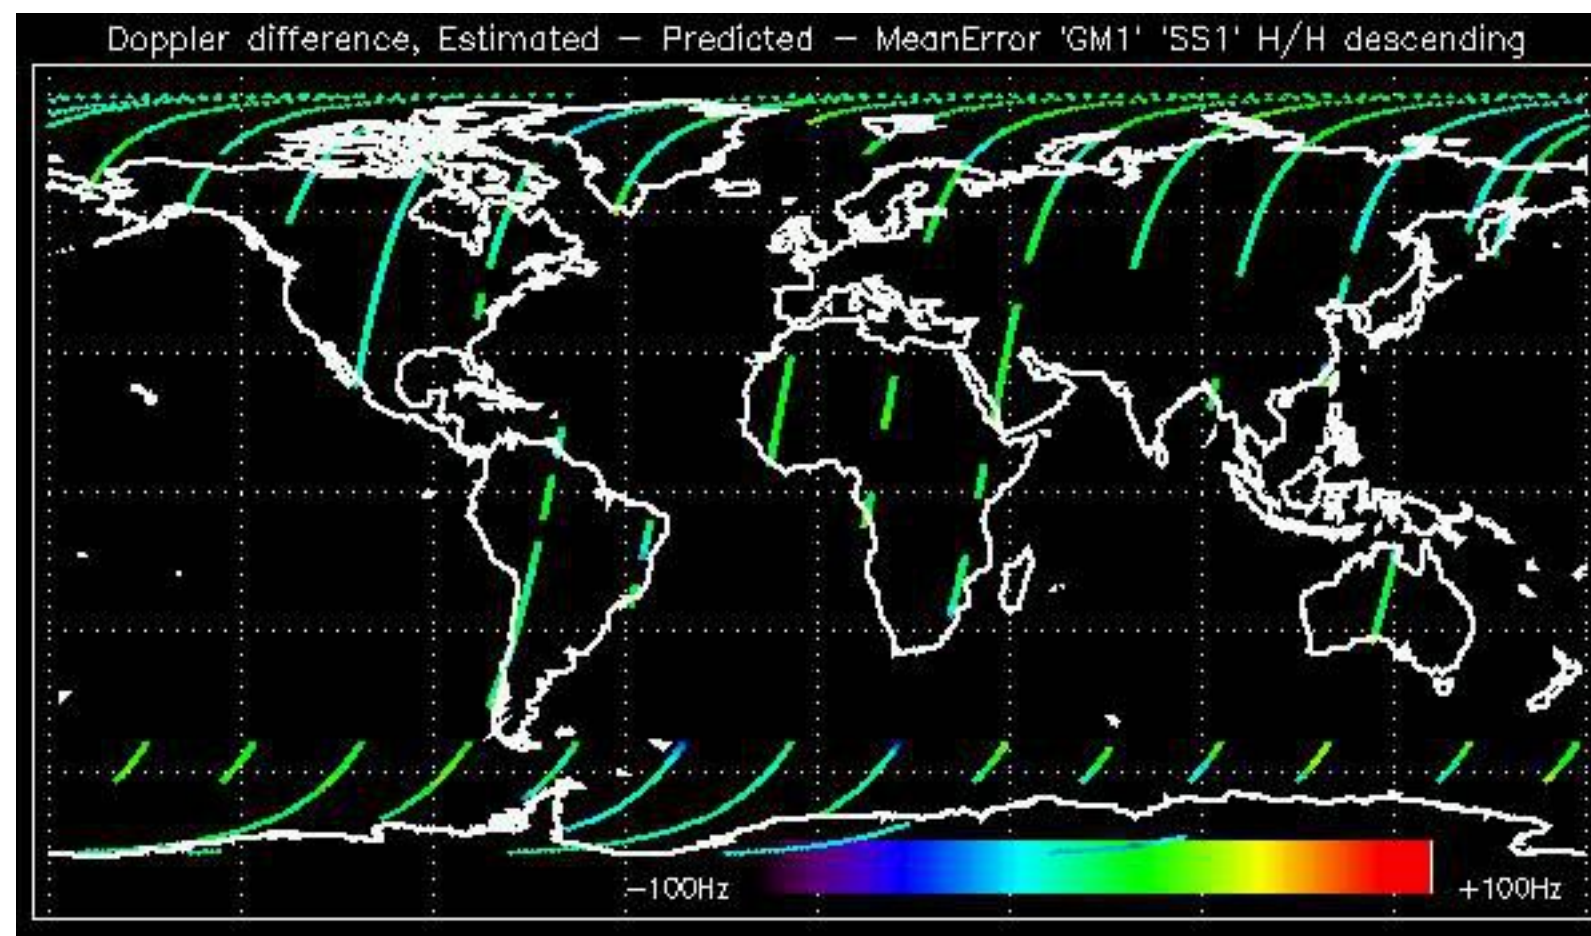 Doppler difference, Estimated – Predicted – MeanError 'GM1' 'SS1' H/H descending
–100Hz
+100Hz